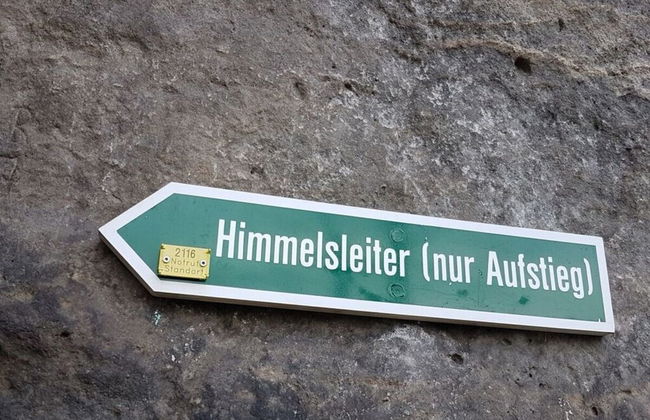 Himmelsleiter (nur Aufstieg)
2116
Notruf
Standort